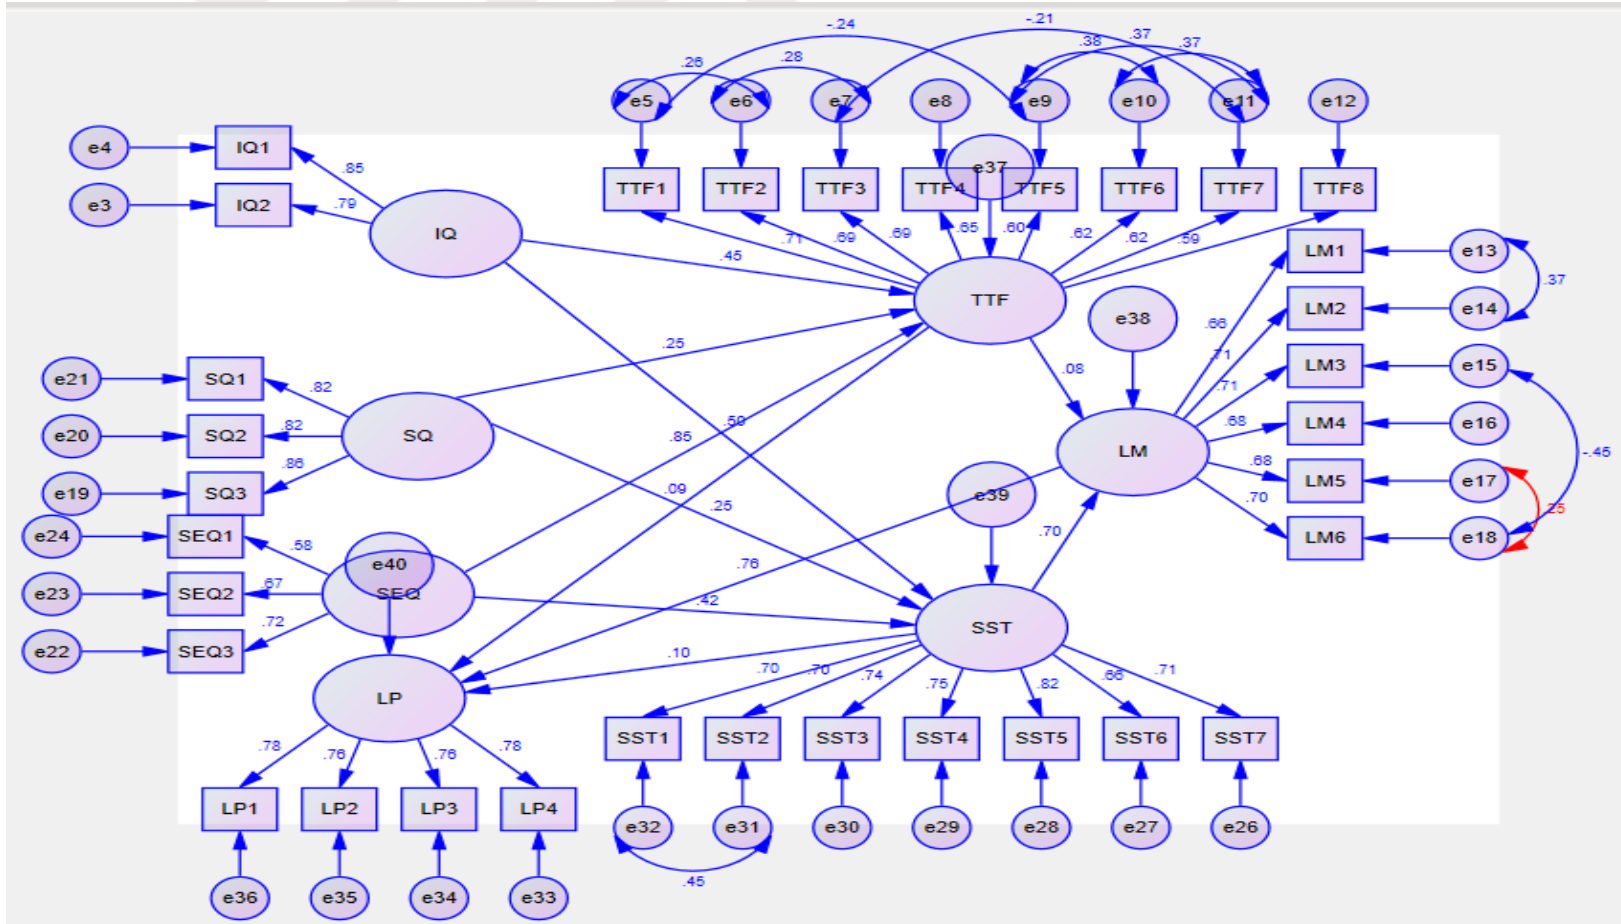 -.24
-.21
.26
.28
.38
.37
.37
e5 e6 e7 e8 e9 e10 e11 e12
e4 IQ1
.85
e3 IQ2
.79
IQ
e37
TTF1 TTF2 TTF3 TTF4 TTF5 TTF6 TTF7 TTF8
.71 .69 .69 .65 .60 .62 .62 .59
.45
TTF
LM1 e13
.37
LM2 e14
e38
.66
.71
LM3 e15
.71
.08
.25
e21 SQ1
.82
e20 SQ2
.82
SQ
.85
.50
LM
LM4 e16
.68
-.45
e19 SQ3
.86
.09
.25
e39
LM5 e17
.68
LM6 e18
.70
.25
e24 SEQ1
.58
e40
.70
e23 SEQ2
.67
SEQ
.76
.42
e22 SEQ3
.72
SST
.10
LP
.70 .70 .74 .75 .82 .66 .71
SST1 SST2 SST3 SST4 SST5 SST6 SST7
.78 .76 .76 .78
LP1 LP2 LP3 LP4
e32 e31 e30 e29 e28 e27 e26
.45
e36 e35 e34 e33